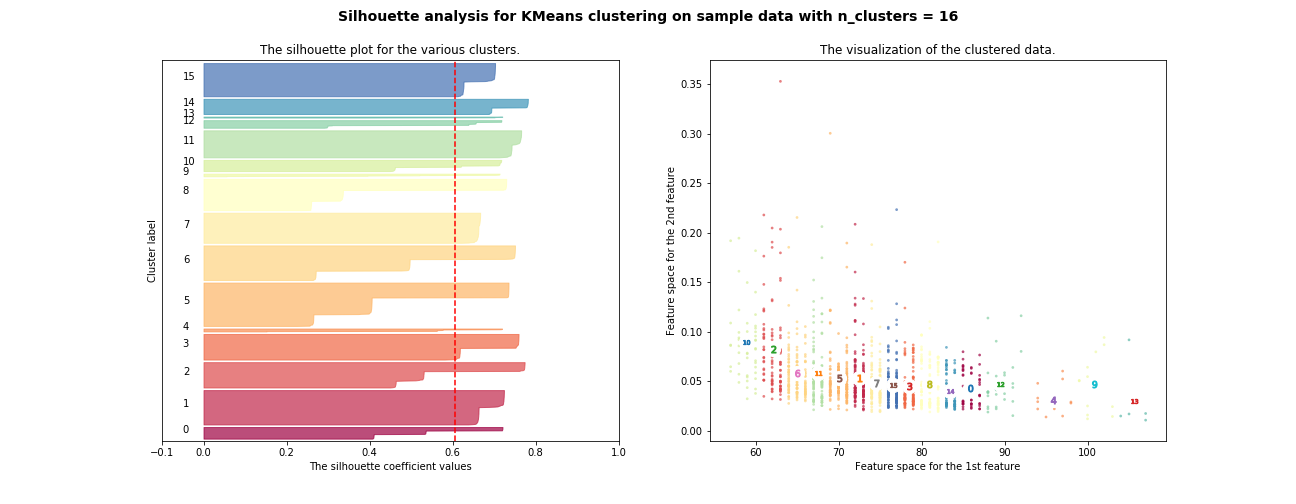 Silhouette analysis for KMeans clustering on sample data with n_clusters = 16
The silhouette plot for the various clusters.
Cluster label
15
14
13
12
11
10
9
8
7
6
5
4
3
2
1
0
−0.1 0.0 0.2 0.4 0.6 0.8 1.0
The silhouette coefficient values
The visualization of the clustered data.
Feature space for the 2nd feature
0.35
0.30
0.25
0.20
0.15
0.10
0.05
0.00
10 2 6 11 5 1 7 15 3 8 14 0 12 4 9 13
60 70 80 90 100
Feature space for the 1st feature